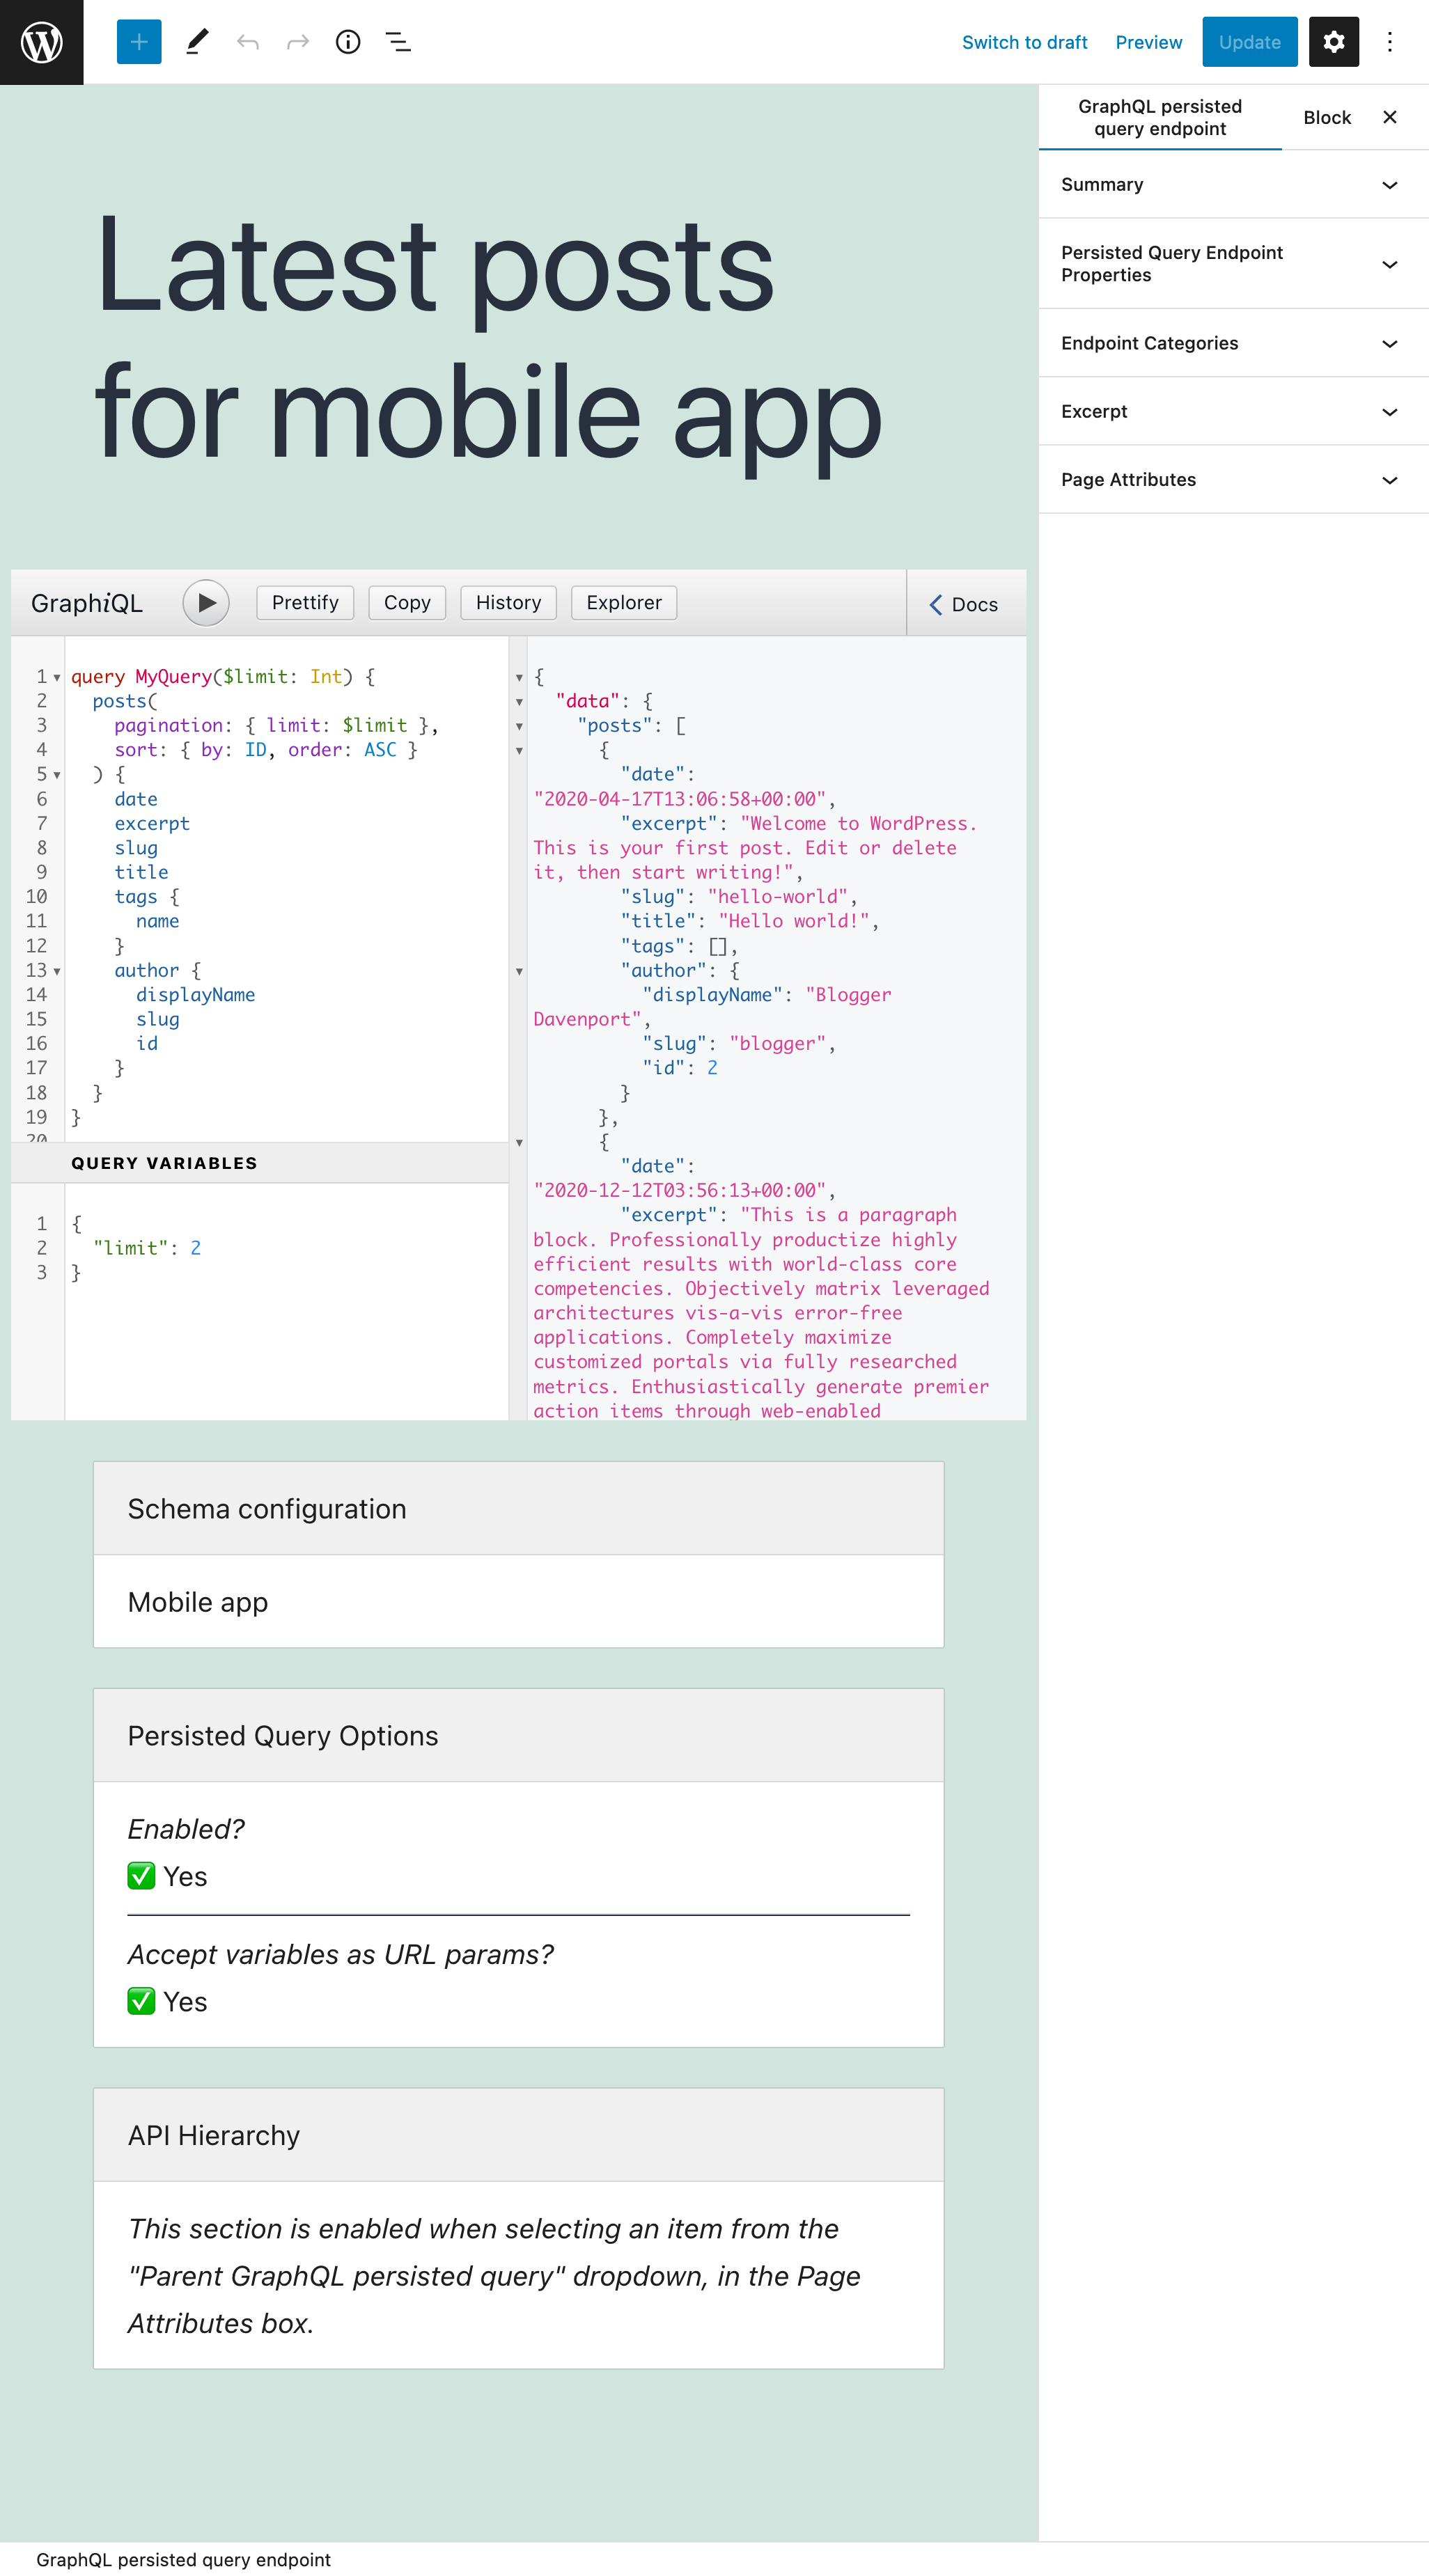 Switch to draft Preview Update
GraphQL persisted
query endpoint
Block
Summary
Persisted Query Endpoint
Properties
Endpoint Categories
Excerpt
Page Attributes
Latest posts
for mobile app
GraphiQL Prettify Copy History Explorer Docs
1 query MyQuery($limit: Int) {
2 posts(
3 pagination: { limit: $limit },
4 sort: { by: ID, order: ASC }
5 ) {
6 date
7 excerpt
8 slug
9 title
10 tags {
11 name
12 }
13 author {
14 displayName
15 slug
16 id
17 }
18 }
19 }
20
QUERY VARIABLES
1 {
2 "limit": 2
3 }
{
"data": {
"posts": [
{
"date":
"2020-04-17T13:06:58+00:00",
"excerpt": "Welcome to WordPress.
This is your first post. Edit or delete
it, then start writing!",
"slug": "hello-world",
"title": "Hello world!",
"tags": [],
"author": {
"displayName": "Blogger
Davenport",
"slug": "blogger",
"id": 2
}
},
{
"date":
"2020-12-12T03:56:13+00:00",
"excerpt": "This is a paragraph
block. Professionally productize highly
efficient results with world-class core
competencies. Objectively matrix leveraged
architectures vis-a-vis error-free
applications. Completely maximize
customized portals via fully researched
metrics. Enthusiastically generate premier
action items through web-enabled
Schema configuration
Mobile app
Persisted Query Options
Enabled?
✅ Yes
Accept variables as URL params?
✅ Yes
API Hierarchy
This section is enabled when selecting an item from the
"Parent GraphQL persisted query" dropdown, in the Page
Attributes box.
GraphQL persisted query endpoint